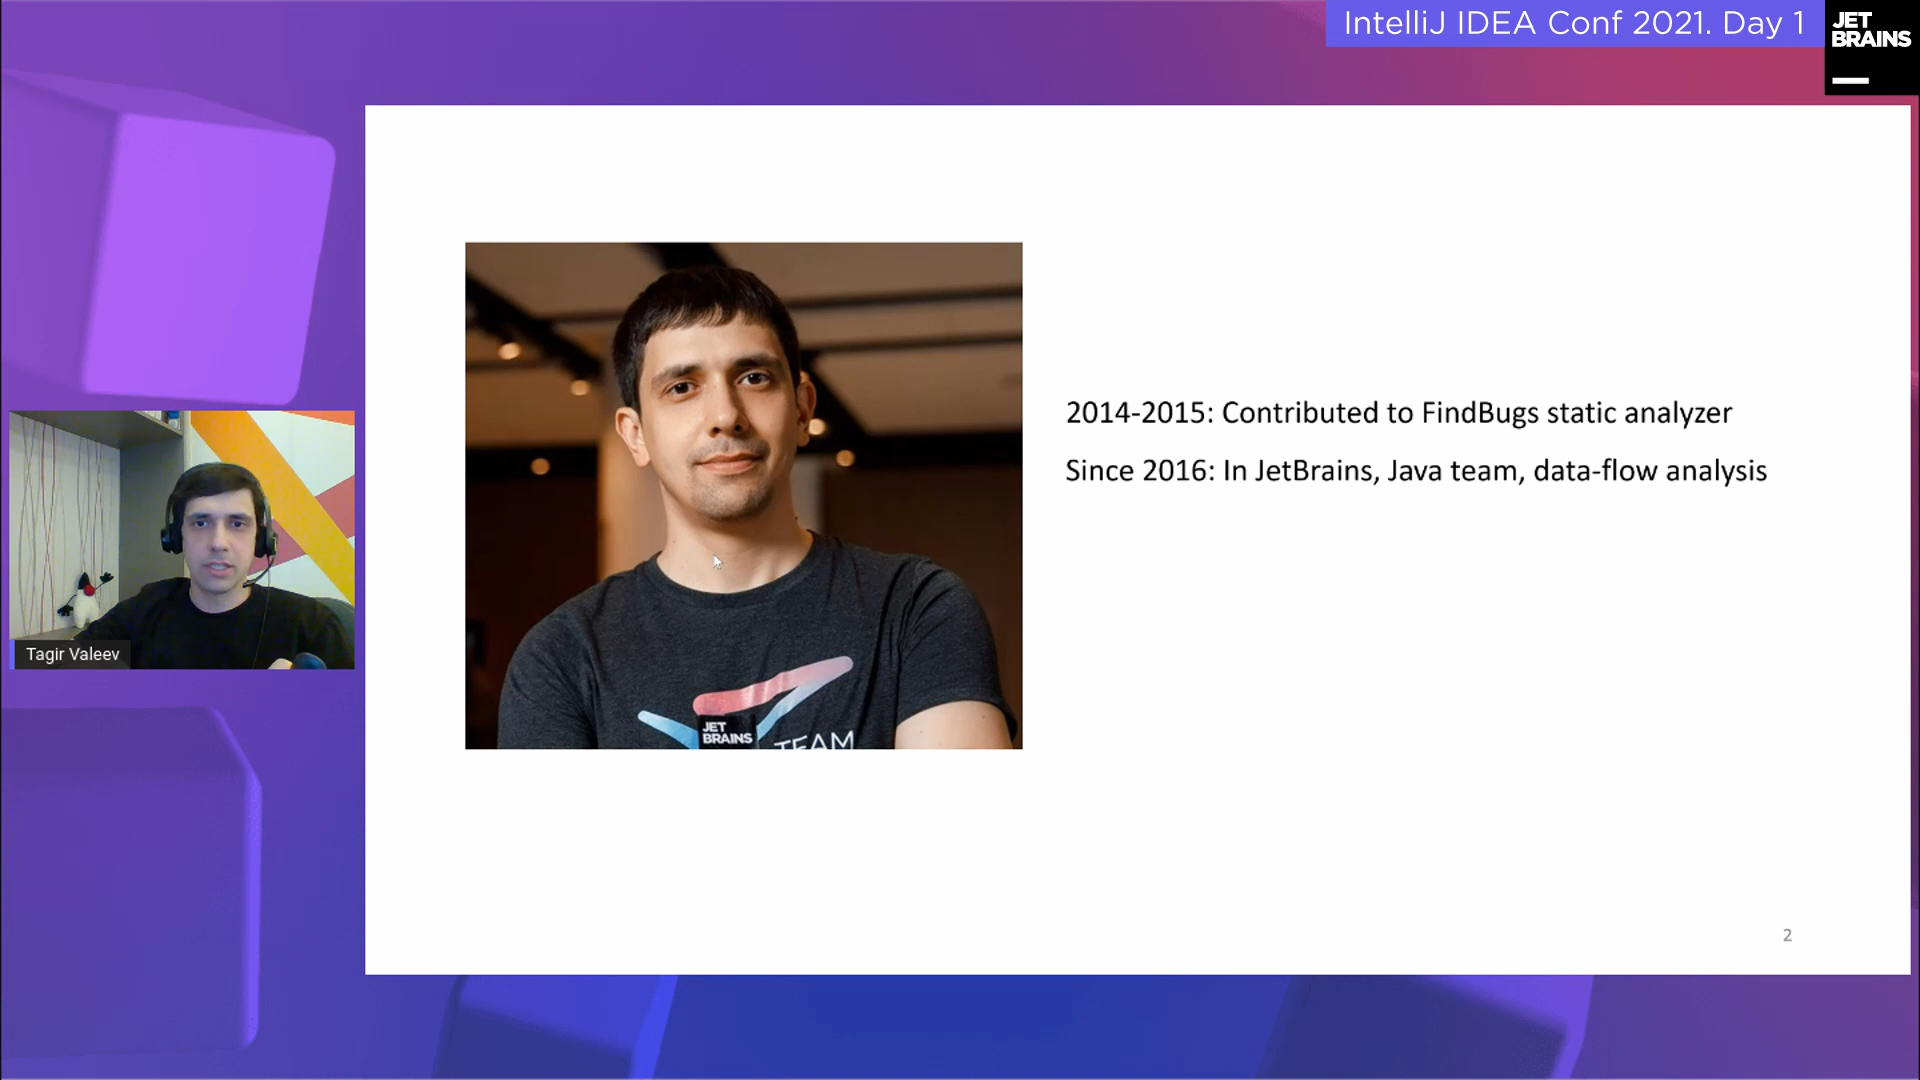 IntelliJ IDEA Conf 2021. Day 1
JET
BRAINS
2014-2015: Contributed to FindBugs static analyzer
Since 2016: In JetBrains, Java team, data-flow analysis
Tagir Valeev
JET
BRAINS
TEAM
2